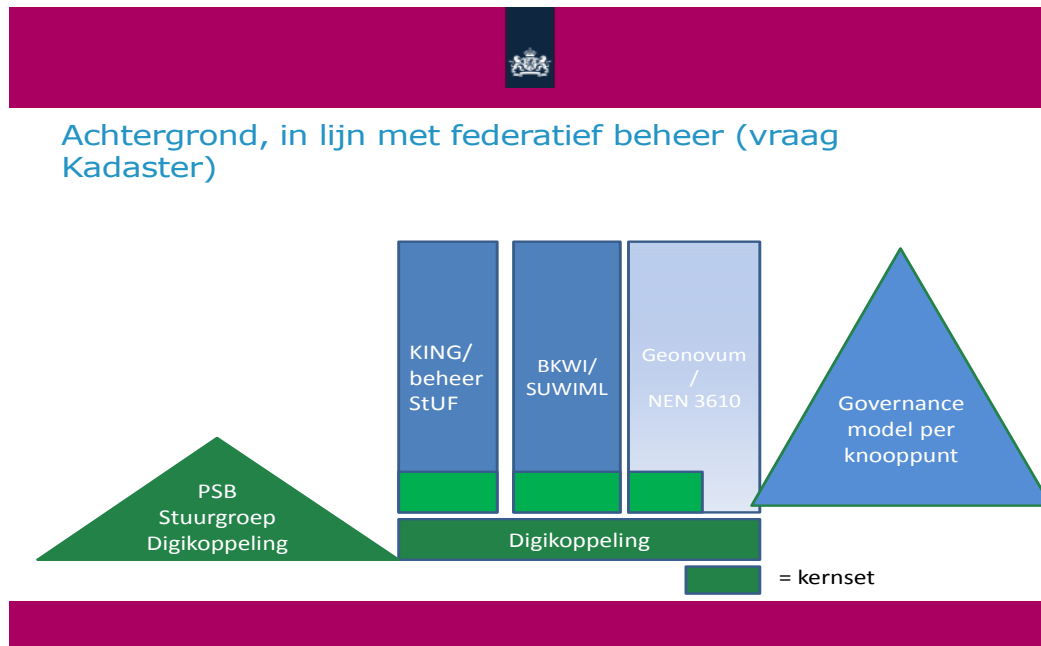 Achtergrond, in lijn met federatief beheer (vraag
Kadaster)
KING/
beheer
StUF
BKWI/
SUWIML
Geonovum
/
NEN 3610
Governance
model per
knooppunt
PSB
Stuurgroep
Digikoppeling
Digikoppeling
= kernset